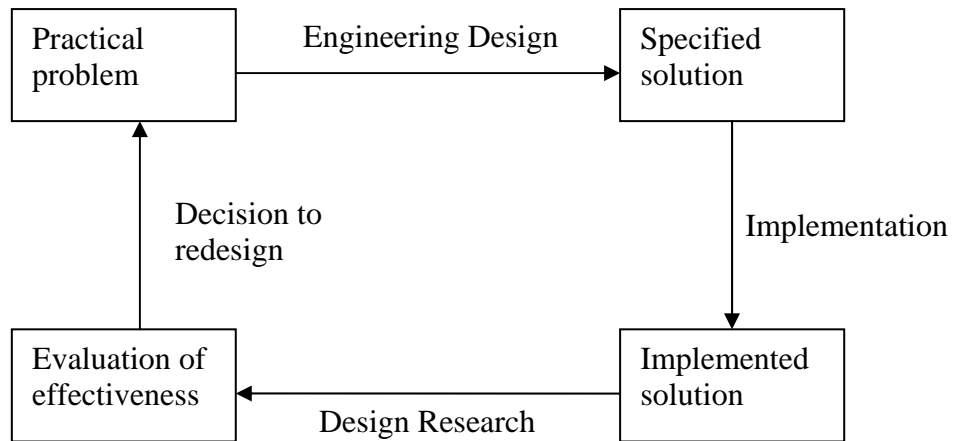 Practical
problem
Engineering Design
Specified
solution
Decision to
redesign
Implementation
Evaluation of
effectiveness
Design Research
Implemented
solution